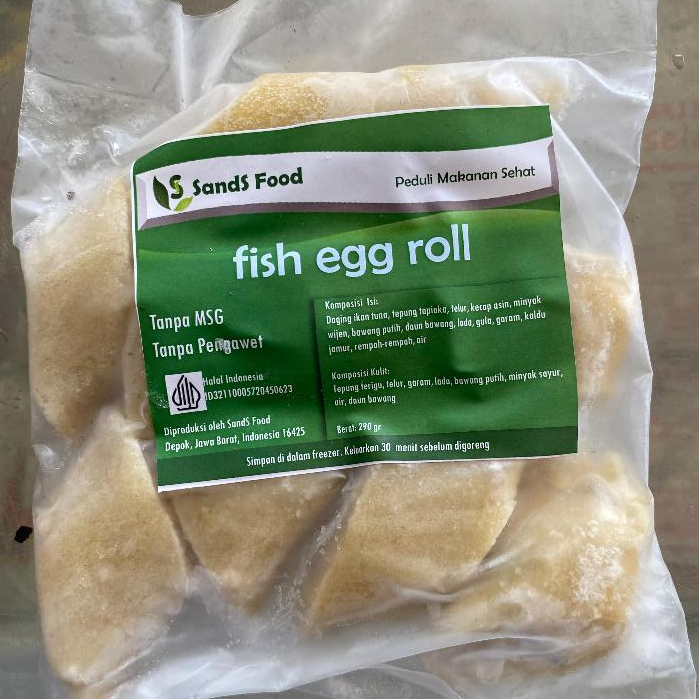 SandS Food
Peduli Makanan Sehat
fish egg roll
Tanpa MSG
Tanpa Pengawet
Halal Indonesia
ID32110005720450623
Diproduksi oleh SandS Food
Depok, Jawa Barat, Indonesia 16425
Komposisi Isi:
Daging ikan tuna, tepung tapioka, telur, kecap asin, minyak
wijen, bawang putih, daun bawang, lada, gula, garam, kaldu
jamur, rempah-rempah, air
Komposisi Kulit:
Tepung terigu, telur, garam, lada, bawang putih, minyak sayur,
air, daun bawang
Berat: 290 gr
Simpan di dalam freezer. Keluarkan 30 menit sebelum digoreng